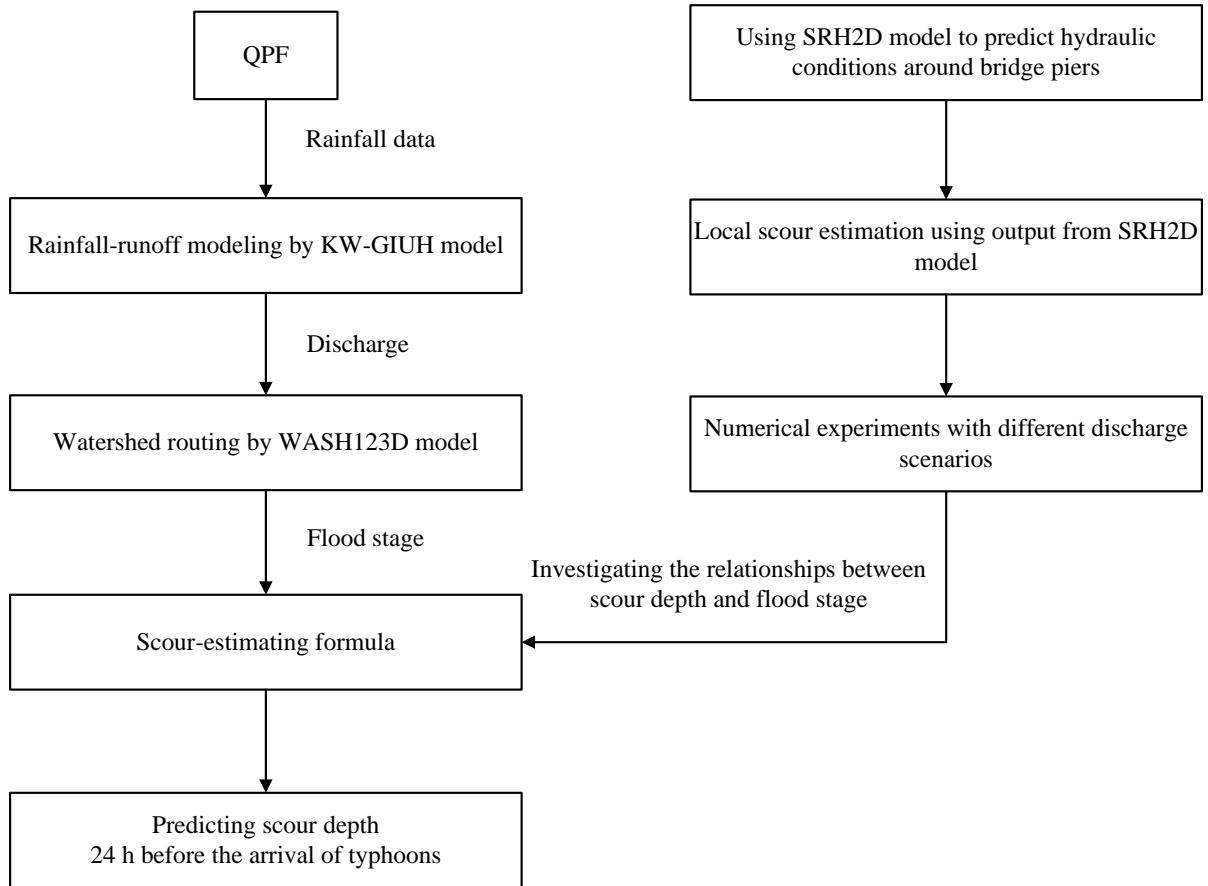 QPF
Rainfall data
Rainfall-runoff modeling by KW-GIUH model
Discharge
Watershed routing by WASH123D model
Flood stage
Scour-estimating formula
Predicting scour depth
24 h before the arrival of typhoons
Using SRH2D model to predict hydraulic
conditions around bridge piers
Local scour estimation using output from SRH2D
model
Numerical experiments with different discharge
scenarios
Investigating the relationships between
scour depth and flood stage